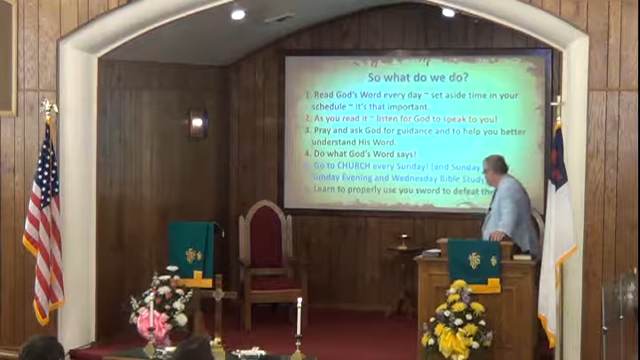 So what do we do?
1. Read God's Word every day ~ set aside time in your
schedule ~ it's that important.
2. As you read it ~ listen for God to speak to you!
3. Pray and ask God for guidance and to help you better
understand His Word.
4. Do what God's Word says!
Go to CHURCH every Sunday! (and Sunday
Sunday Evening and Wednesday Bible Study
Learn to properly use you sword to defeat the